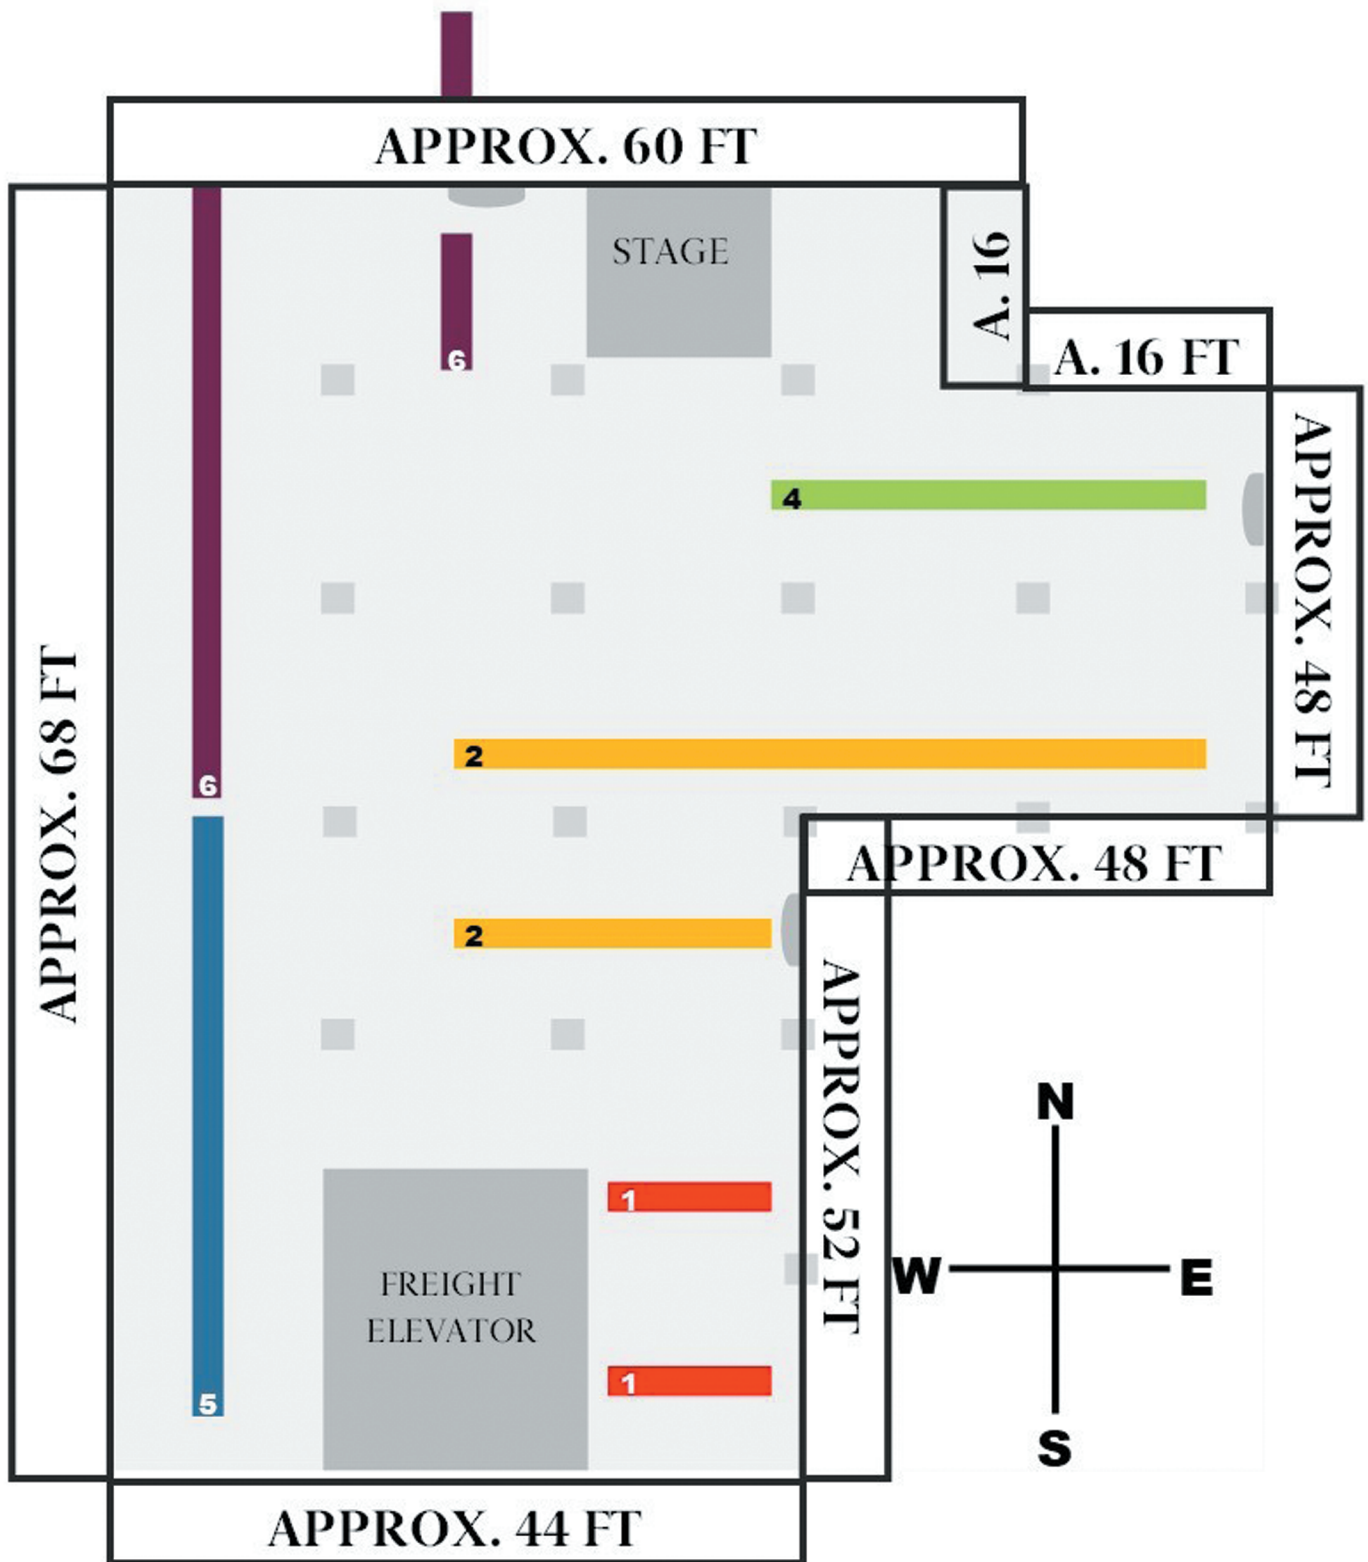 APPROX. 60 FT
STAGE
A. 16
6
A. 16 FT
4
APPROX. 48 FT
APPROX. 68 FT
2
6
APPROX. 48 FT
2
APPROX. 52 FT
N
1
W
E
FREIGHT
ELEVATOR
1
5
S
APPROX. 44 FT